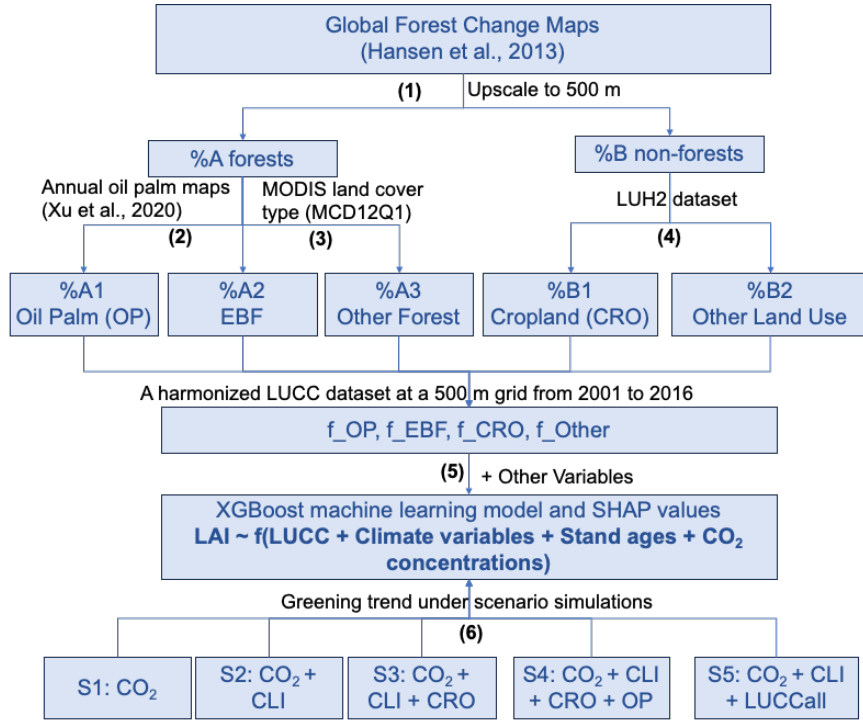 Global Forest Change Maps
(Hansen et al., 2013)
(1)
Upscale to 500 m
%A forests
%B non-forests
Annual oil palm maps
(Xu et al., 2020)
MODIS land cover
type (MCD12Q1)
LUH2 dataset
(2)
(3)
(4)
%A1
Oil Palm (OP)
%A2
EBF
%A3
Other Forest
%B1
Cropland (CRO)
%B2
Other Land Use
A harmonized LUCC dataset at a 500 m grid from 2001 to 2016
f_OP, f_EBF, f_CRO, f_Other
(5)
+ Other Variables
XGBoost machine learning model and SHAP values
LAI ~ f(LUCC + Climate variables + Stand ages + CO₂
concentrations)
Greening trend under scenario simulations
(6)
S1: CO₂
S2: CO₂ +
CLI
S3: CO₂ +
CLI + CRO
S4: CO₂ + CLI
+ CRO + OP
S5: CO₂ + CLI
+ LUCCall